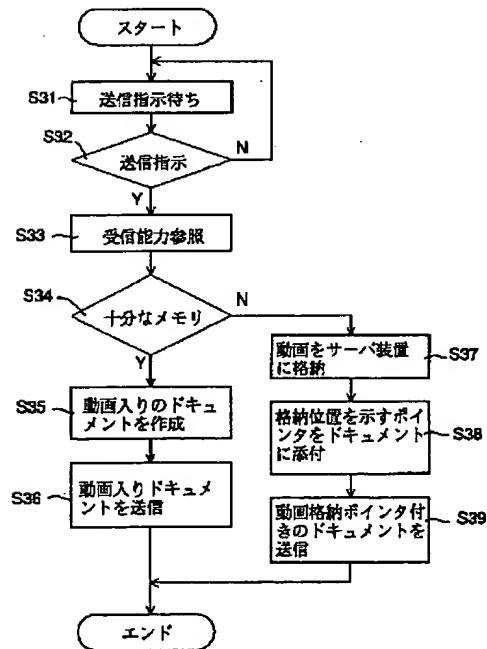 スタート
S31
送信指示待ち
S32
送信指示
N
Y
S33
受信能力参照
S34
十分なメモリ
N
Y
S35
動画入りのドキュ
メントを作成
S36
動画入りドキュメ
ントを送信
動画をサーバ装置
に格納
S37
格納位置を示すポイ
ンタをドキュメント
に添付
S38
動画格納ポインタ付
きのドキュメントを
送信
S39
エンド